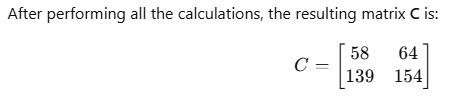 After performing all the calculations, the resulting matrix C is:
C = [ 58 64
139 154 ]